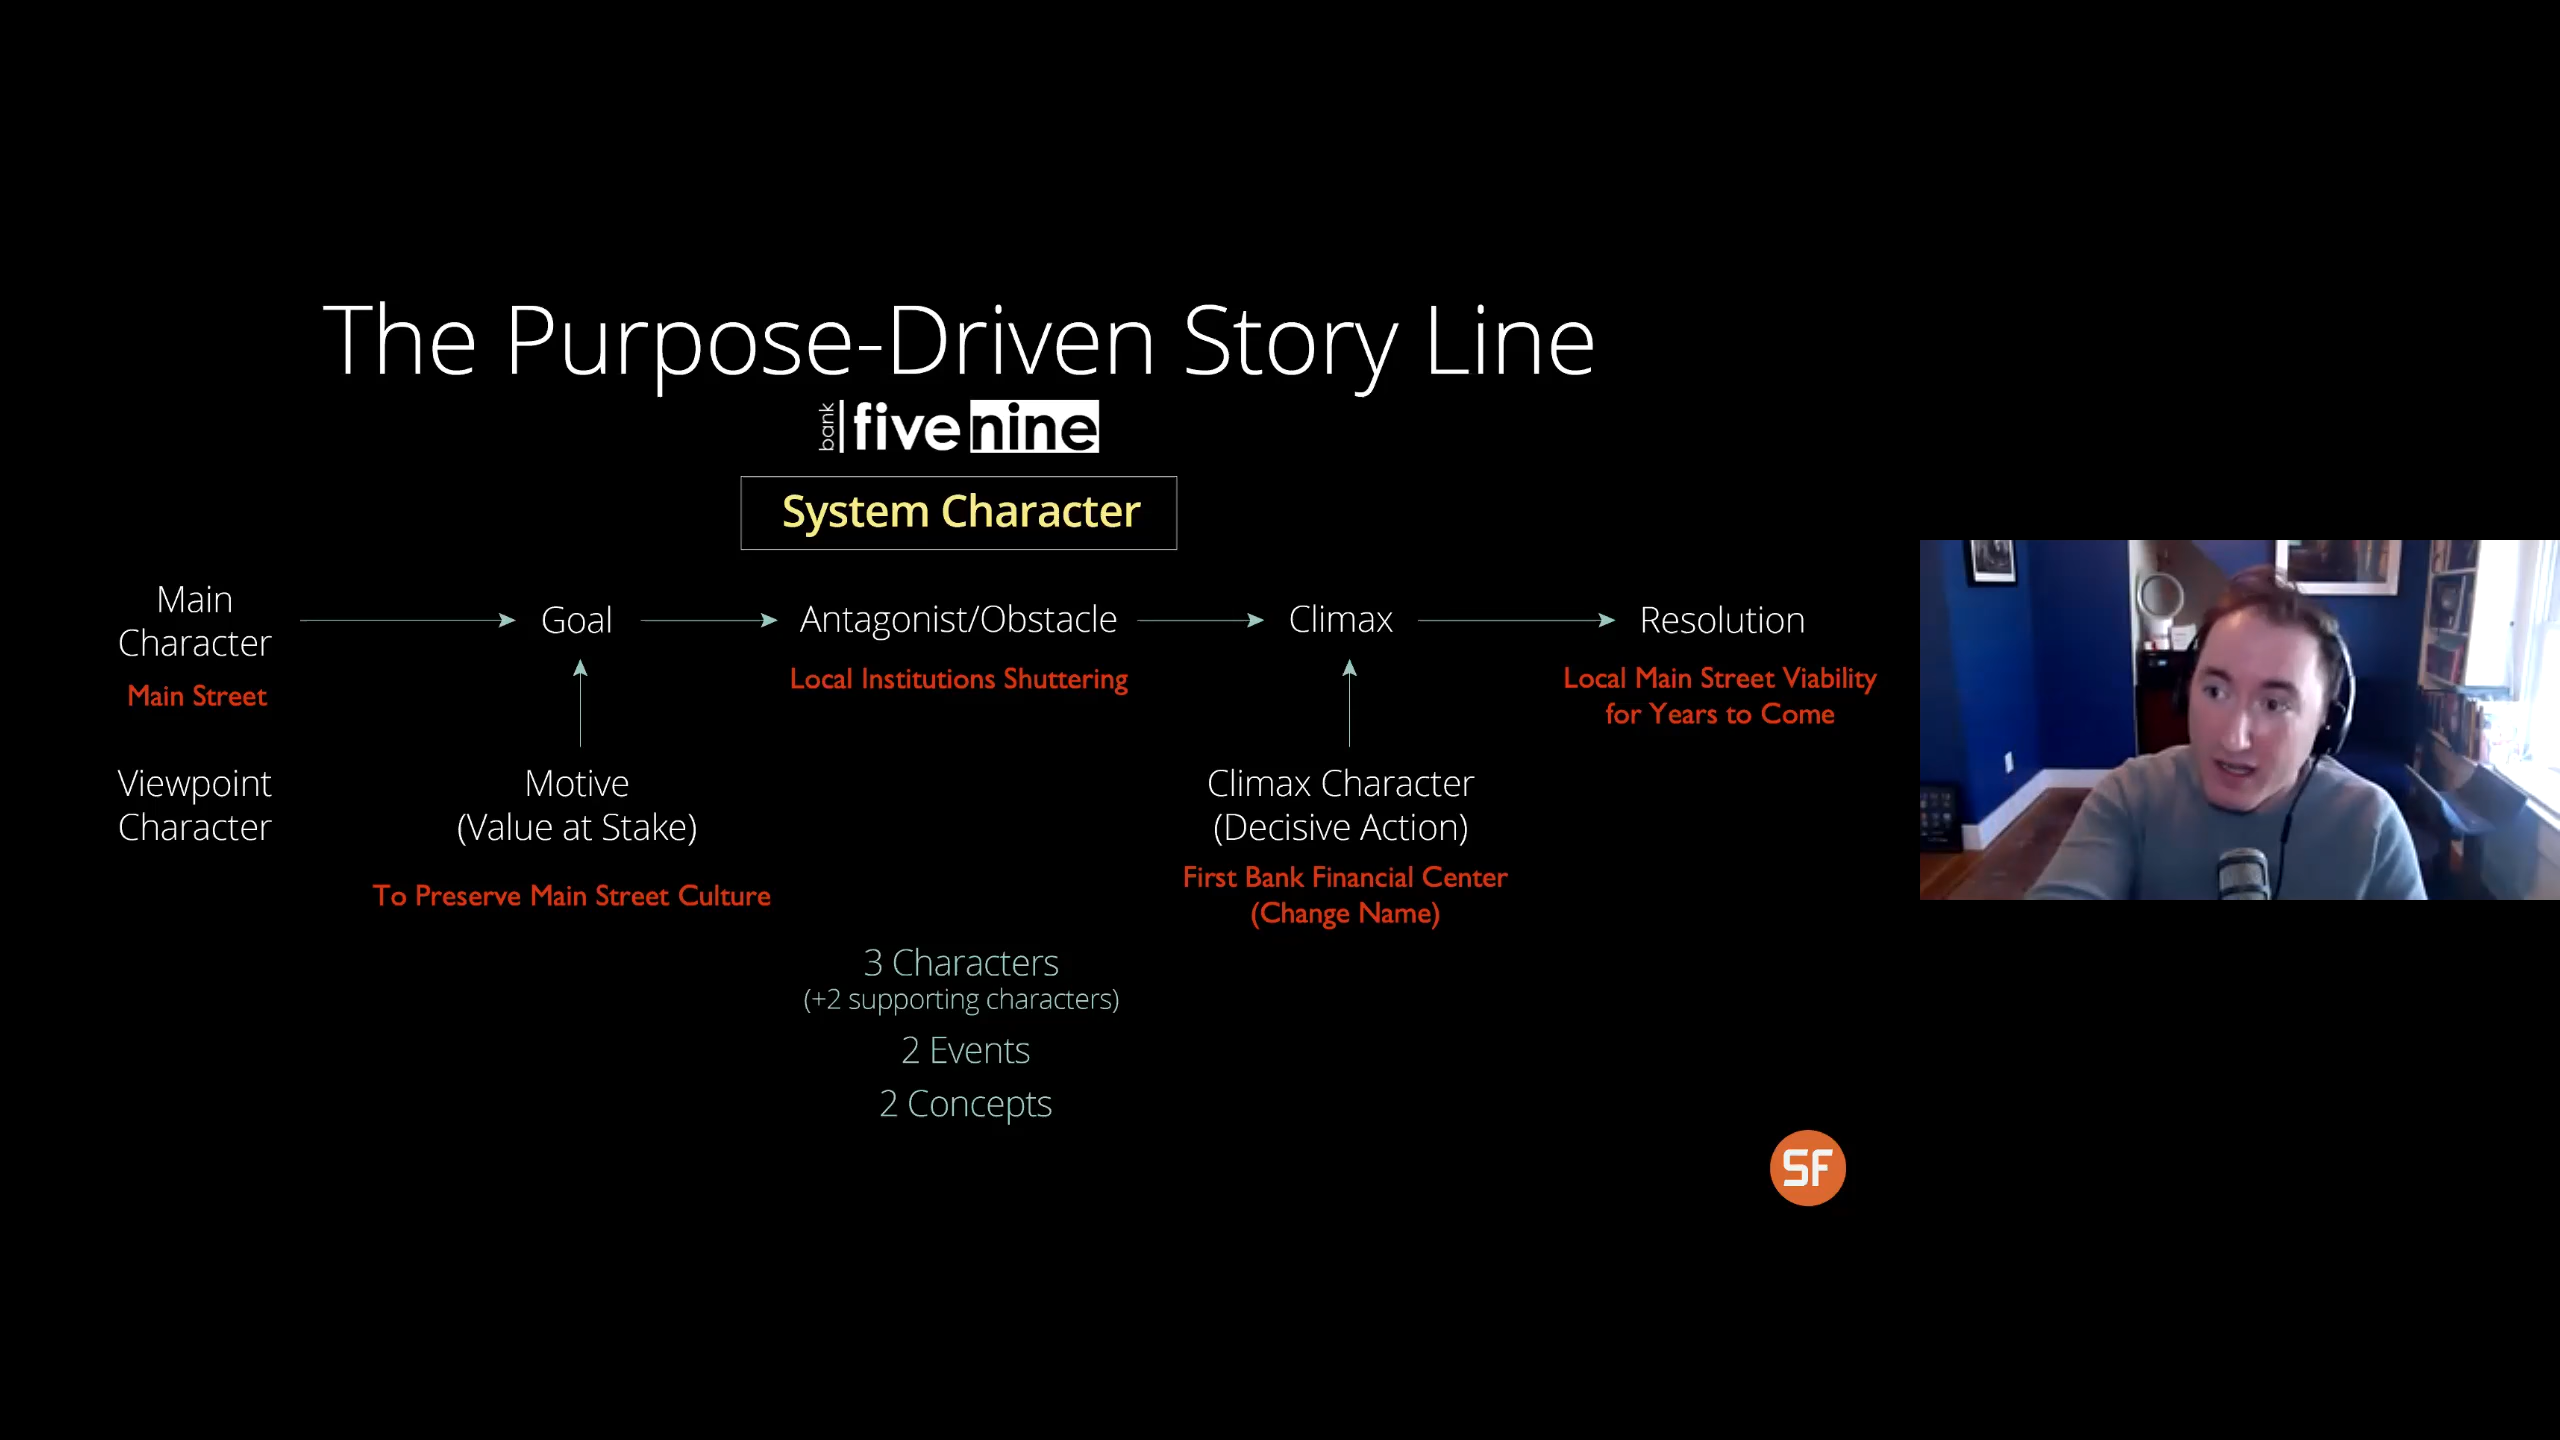 The Purpose-Driven Story Line
bank five nine
System Character
Main
Character
Goal
Antagonist/Obstacle
Climax
Resolution
Main Street
Local Institutions Shuttering
Local Main Street Viability
for Years to Come
Viewpoint
Character
Motive
(Value at Stake)
To Preserve Main Street Culture
Climax Character
(Decisive Action)
First Bank Financial Center
(Change Name)
3 Characters
(+2 supporting characters)
2 Events
2 Concepts
SF